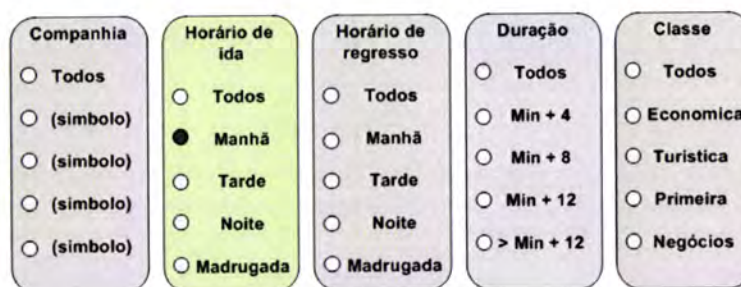 Companhia
Todos
(simbolo)
(simbolo)
(simbolo)
(simbolo)
Horário de
ida
Todos
Manhã
Tarde
Noite
Madrugada
Horário de
regresso
Todos
Manhã
Tarde
Noite
Madrugada
Duração
Todos
Min + 4
Min + 8
Min + 12
> Min + 12
Classe
Todos
Economica
Turística
Primeira
Negócios